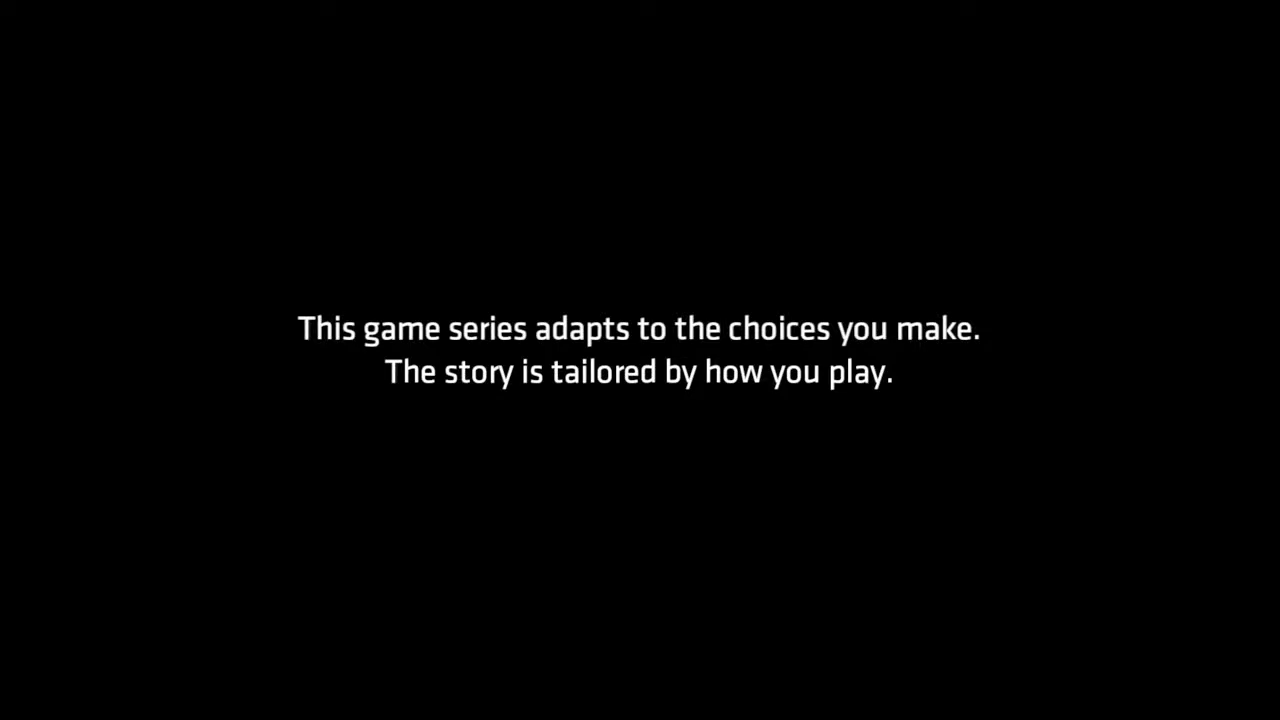 This game series adapts to the choices you make.
The story is tailored by how you play.